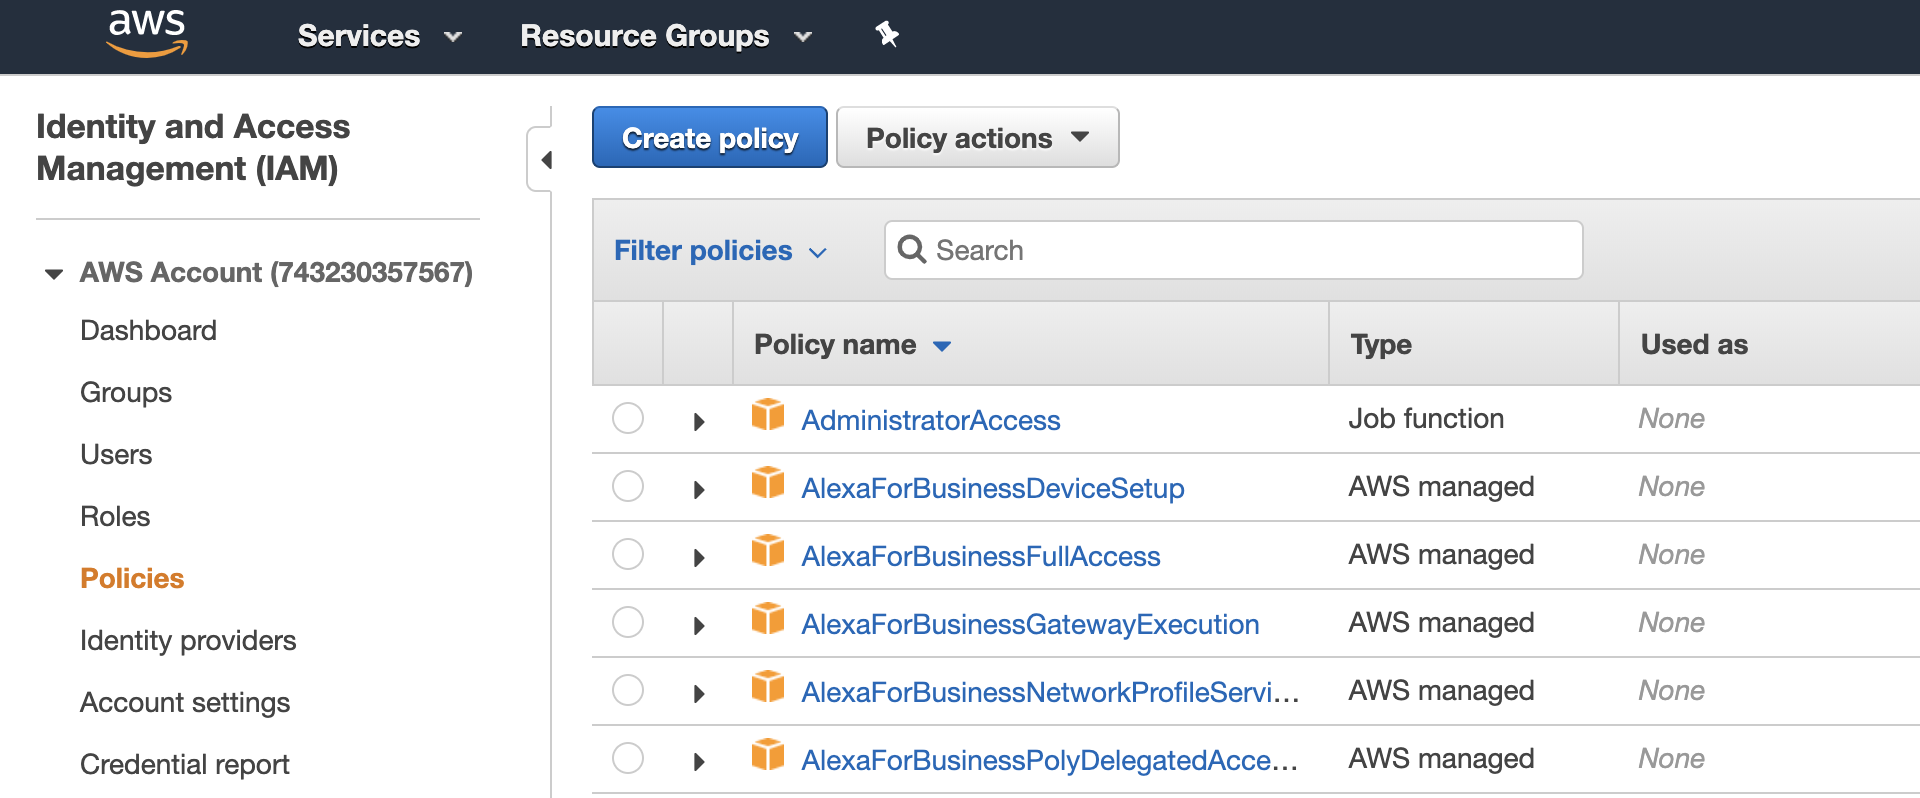 aws
Services
Resource Groups
Identity and Access
Management (IAM)
AWS Account (743230357567)
Dashboard
Groups
Users
Roles
Policies
Identity providers
Account settings
Credential report
Create policy
Policy actions
Filter policies
Search
Policy name Type Used as
AdministratorAccess Job function None
AlexaForBusinessDeviceSetup AWS managed None
AlexaForBusinessFullAccess AWS managed None
AlexaForBusinessGatewayExecution AWS managed None
AlexaForBusinessNetworkProfileServi... AWS managed None
AlexaForBusinessPolyDelegatedAcce... AWS managed None